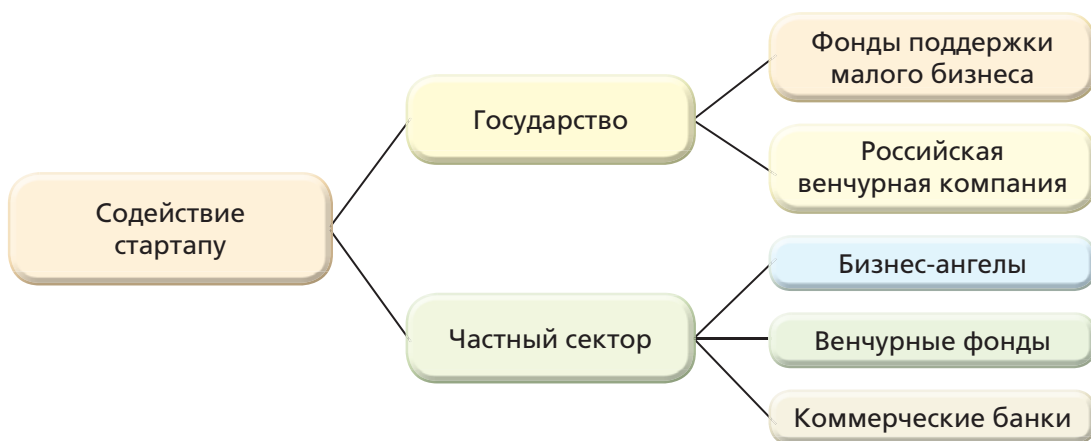 Содействие
стартапу
Государство
Фонды поддержки
малого бизнеса
Российская
венчурная компания
Частный сектор
Бизнес-ангелы
Венчурные фонды
Коммерческие банки